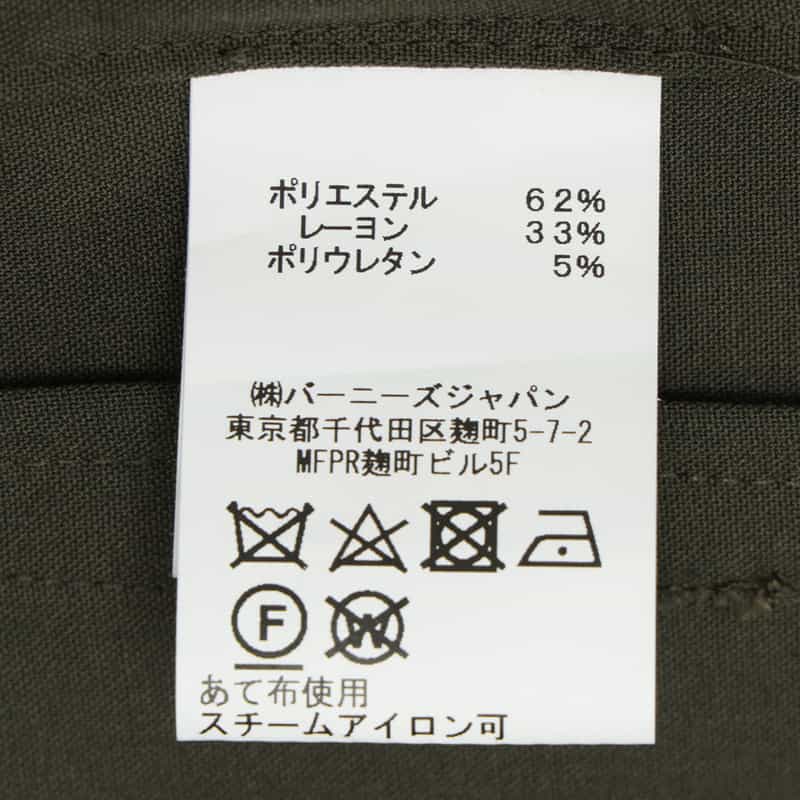 ポリエステル 62%
レーヨン 33%
ポリウレタン 5%
㈱バーニーズジャパン
東京都千代田区麹町5-7-2
MFPR麹町ビル5F
F W
あて布使用
スチームアイロン可